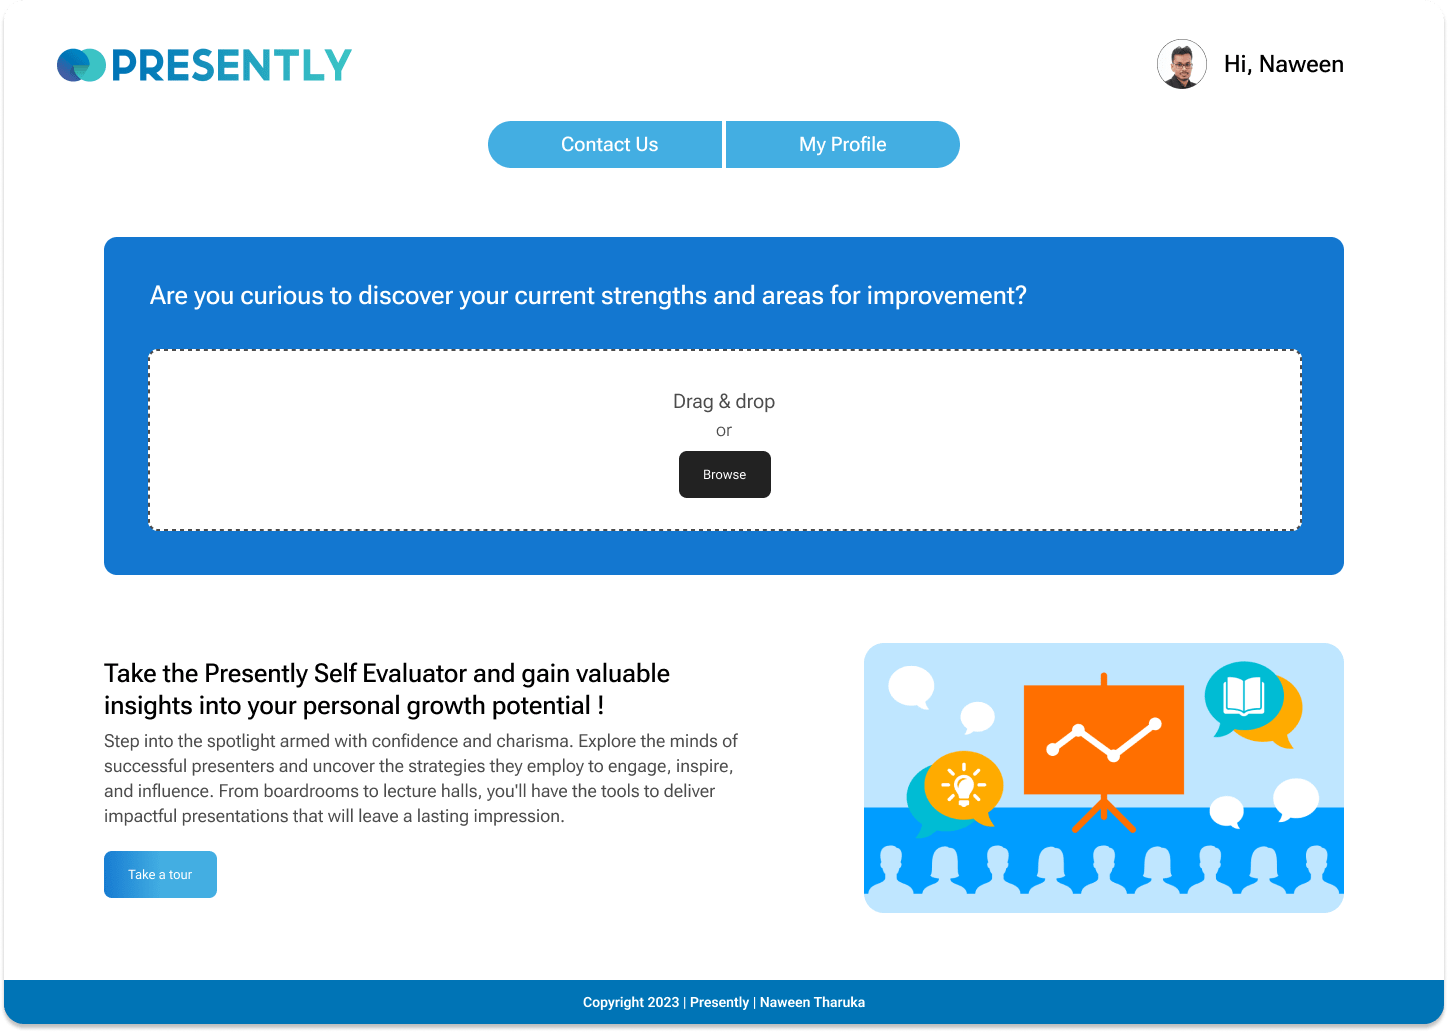 PRESENTLY
Hi, Naween
Contact Us
My Profile
Are you curious to discover your current strengths and areas for improvement?
Drag & drop
or
Browse
Take the Presently Self Evaluator and gain valuable
insights into your personal growth potential !
Step into the spotlight armed with confidence and charisma. Explore the minds of
successful presenters and uncover the strategies they employ to engage, inspire,
and influence. From boardrooms to lecture halls, you'll have the tools to deliver
impactful presentations that will leave a lasting impression.
Take a tour
Copyright 2023 | Presently | Naween Tharuka